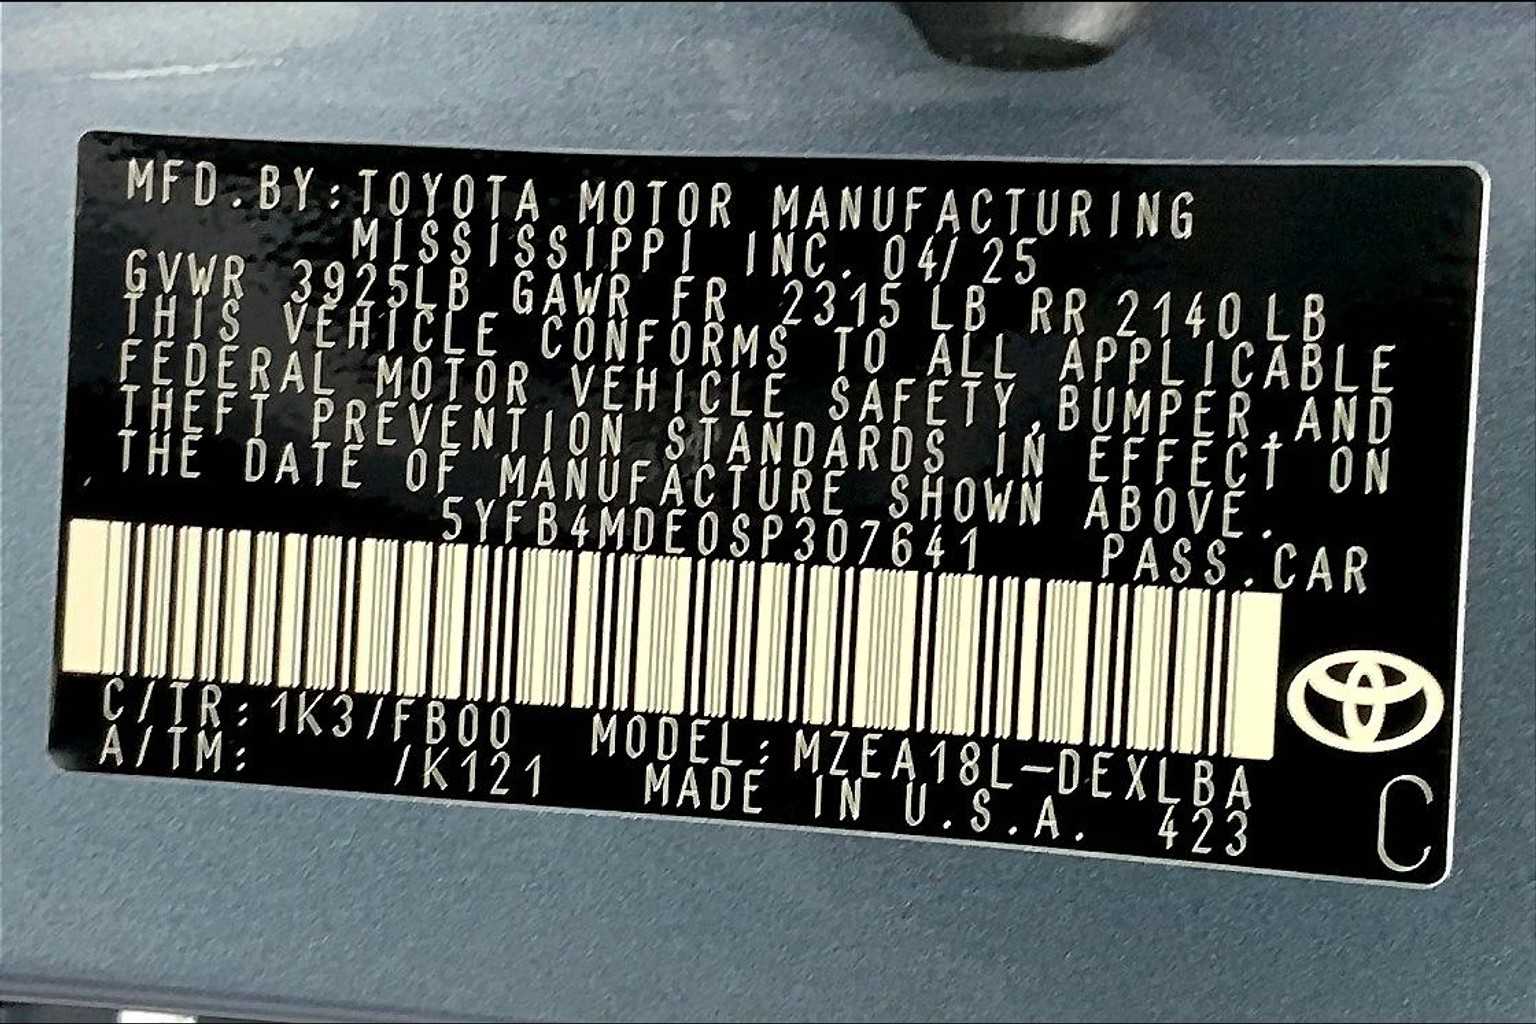 MFD.BY:TOYOTA MOTOR MANUFACTURING
MISSISSIPPI INC. 04/25
GVWR 3925LB GAWR FR 2315LB RR 2140LB
THIS VEHICLE CONFORMS TO ALL APPLICABLE
FEDERAL MOTOR VEHICLE SAFETY,BUMPER,AND
THEFT PREVENTION STANDARDS IN EFFECT ON
THE DATE OF MANUFACTURE SHOWN ABOVE.
5YFB4MDE0SP307641 PASS.CAR
C/TR:1K3/FB00 MODEL:MZEA18L-DEXLBA
A/TM: /K121 MADE IN U.S.A. 423
C